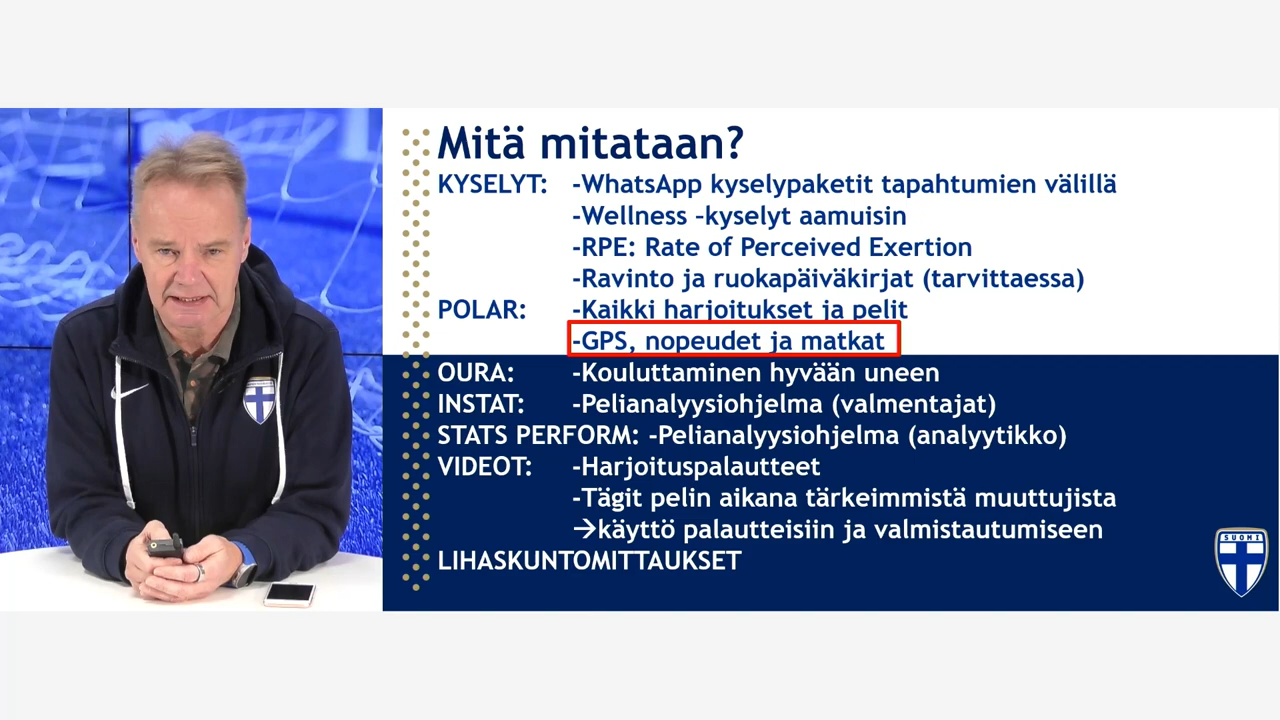 Mitä mitataan?
KYSELYT: -WhatsApp kyselypaketit tapahtumien välillä
-Wellness –kyselyt aamuisin
-RPE: Rate of Perceived Exertion
-Ravinto ja ruokapäiväkirjat (tarvittaessa)
POLAR: -Kaikki harjoitukset ja pelit
-GPS, nopeudet ja matkat
OURA: -Kouluttaminen hyvään uneen
INSTAT: -Pelianalyysiohjelma (valmentajat)
STATS PERFORM: -Pelianalyysiohjelma (analyytikko)
VIDEOT: -Harjoituspalautteet
-Tägit pelin aikana tärkeimmistä muuttujista
→käyttö palautteisiin ja valmistautumiseen
LIHASKUNTOMITTAUKSET
SUOMI